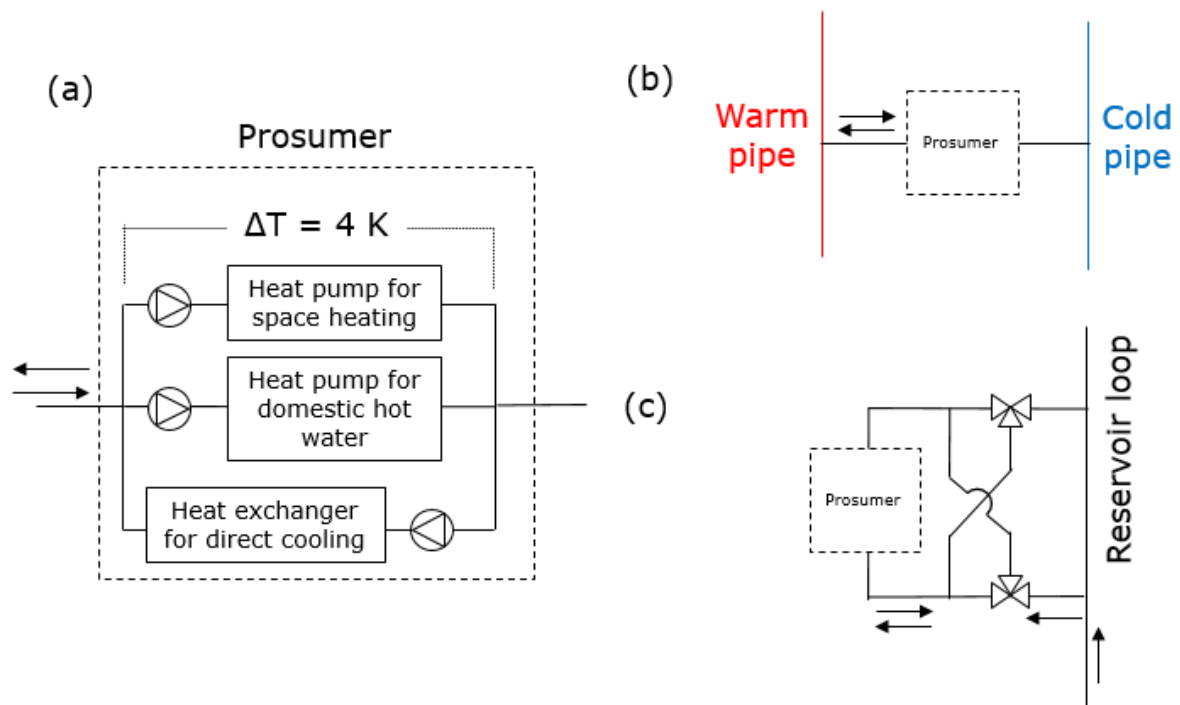 (a)
Prosumer
ΔT = 4 K
Heat pump for
space heating
Heat pump for
domestic hot
water
Heat exchanger
for direct cooling
(b)
Warm
pipe
Prosumer
Cold
pipe
(c)
Prosumer
Reservoir loop